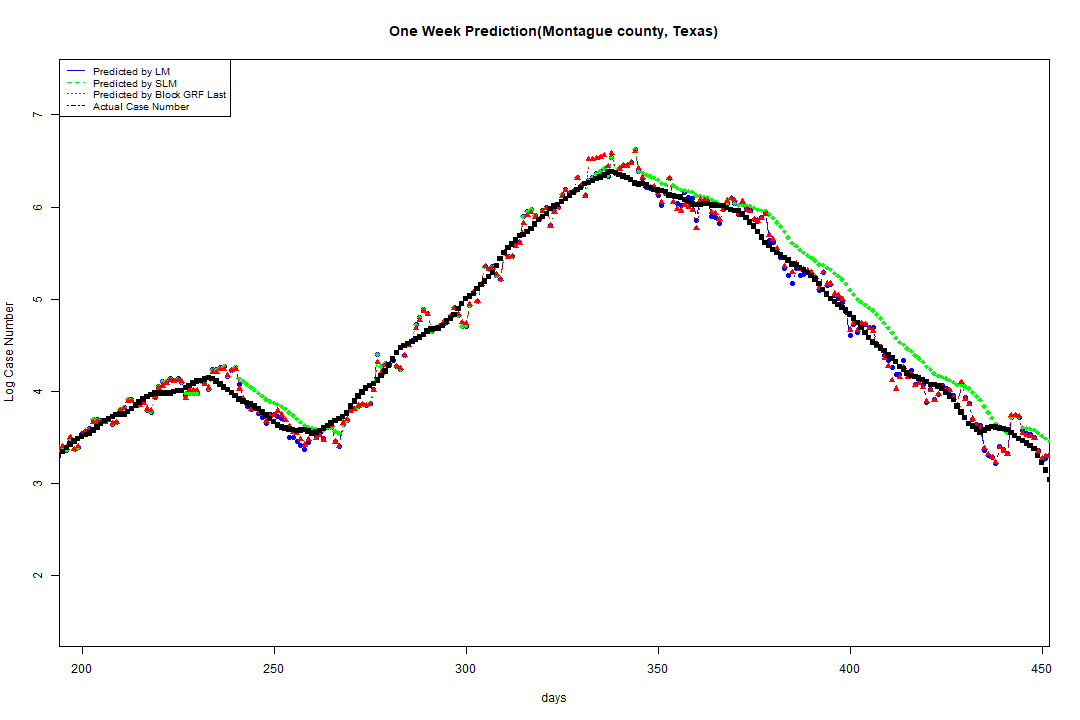 One Week Prediction(Montague county, Texas)
Predicted by LM
Predicted by SLM
Predicted by Block GRF Last
Actual Case Number
Log Case Number
7
6
5
4
3
2
200 250 300 350 400 450
days